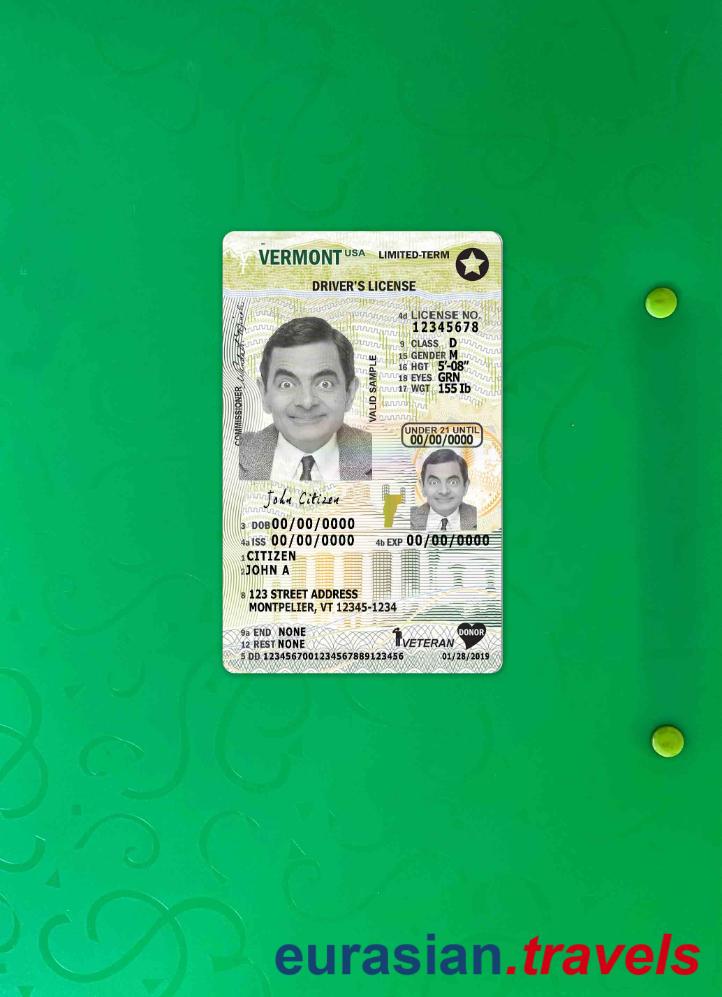 VERMONT USA LIMITED-TERM
DRIVER'S LICENSE
4d LICENSE NO.
12345678
9 CLASS D
15 GENDER M
16 HGT 5'-08"
18 EYES GRN
17 WGT 155 lb
COMMISSIONER
VALID SAMPLE
UNDER 21 UNTIL
00/00/0000
John Citizen
3 DOB 00/00/0000
4a ISS 00/00/0000 4b EXP 00/00/0000
1 CITIZEN
2 JOHN A
8 123 STREET ADDRESS
MONTPELIER, VT 12345-1234
9a END NONE
12 REST NONE
VETERAN
DONOR
5 DD 1234567001234567889123456 01/28/2019
eurasian.travels